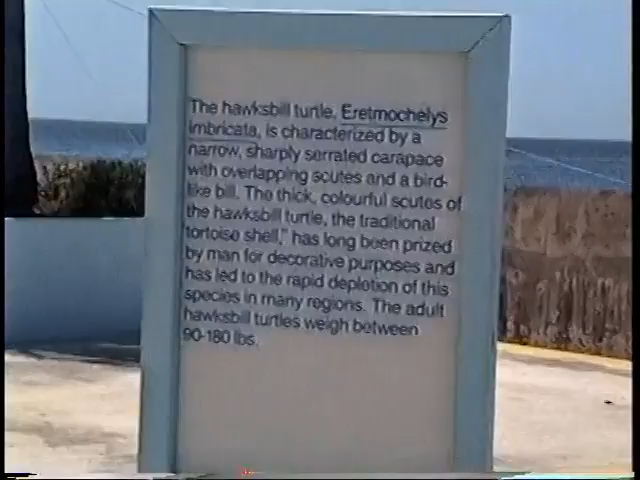 The hawksbill turtle, Eretmochelys
imbricata, is characterized by a
narrow, sharply serrated carapace
with overlapping scutes and a bird-
like bill. The thick, colourful scutes of
the hawksbill turtle, the traditional
tortoise shell," has long been prized
by man for decorative purposes and
has led to the rapid depletion of this
species in many regions. The adult
hawksbill turtles weigh between
90-180 lbs.